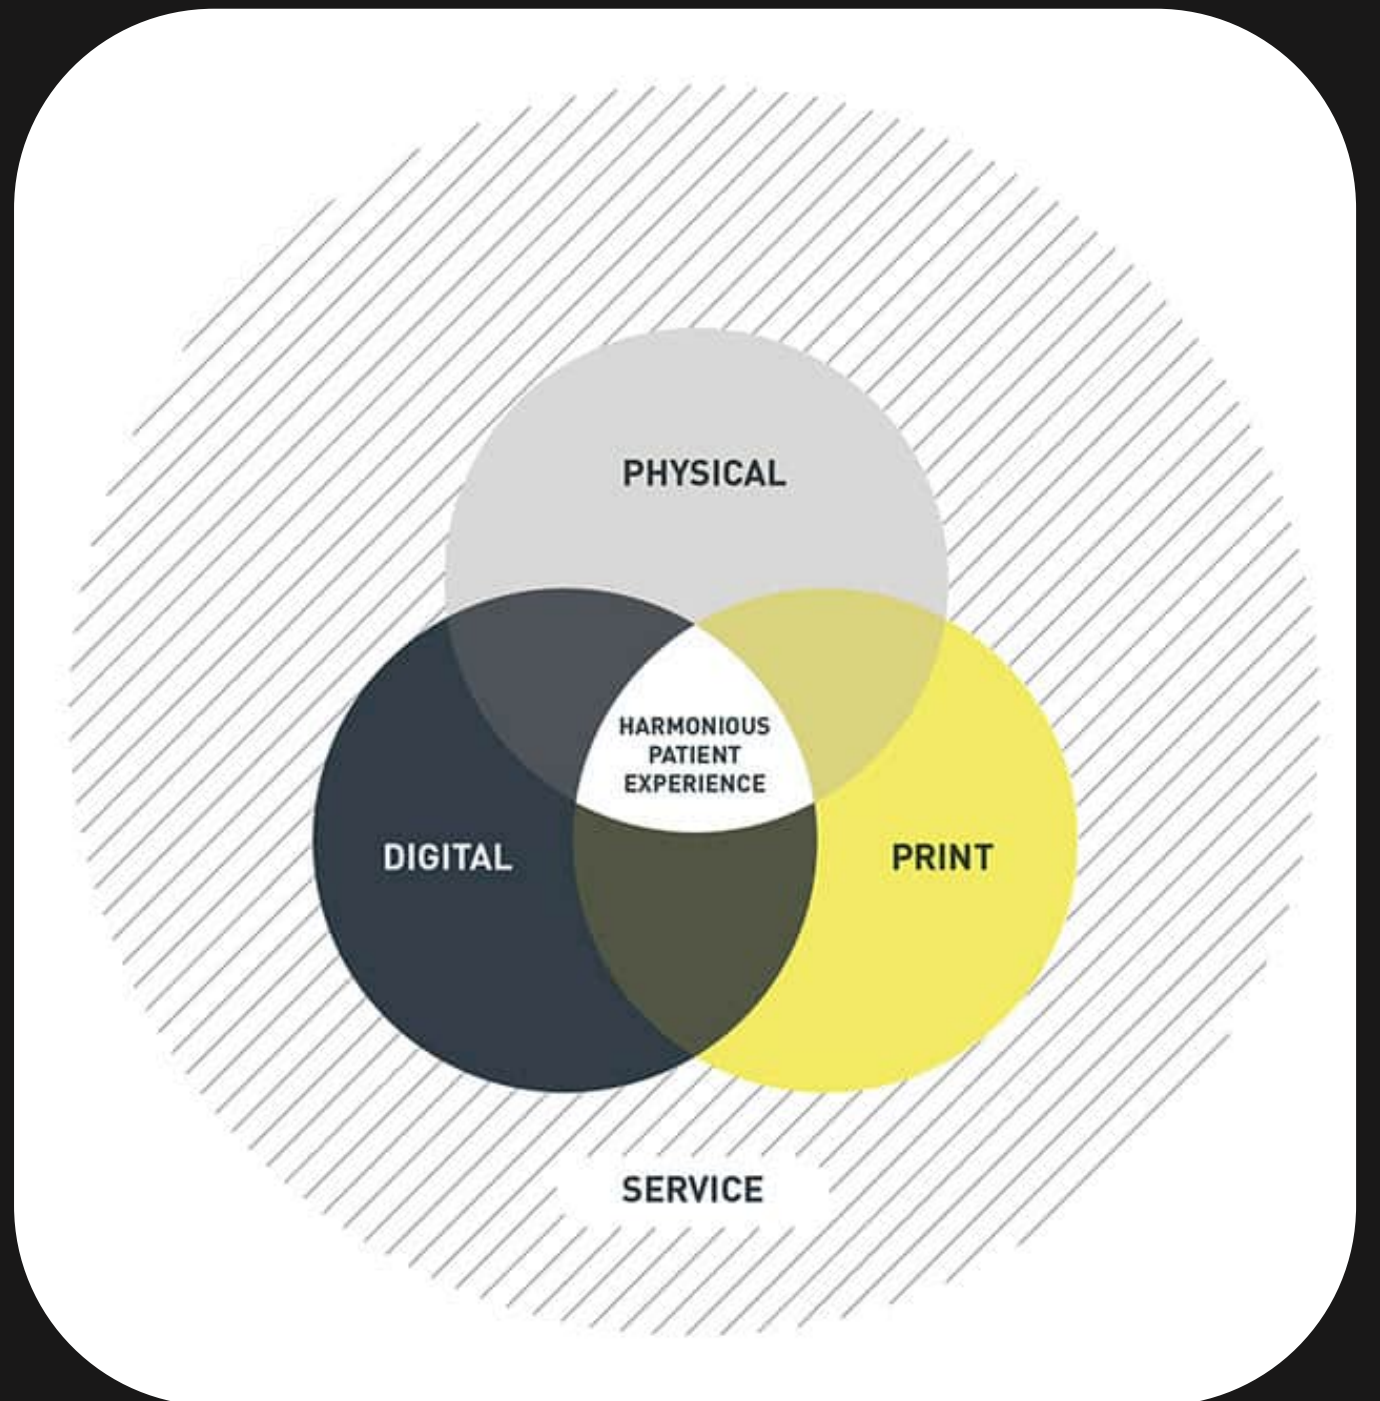 PHYSICAL
HARMONIOUS
PATIENT
EXPERIENCE
DIGITAL
PRINT
SERVICE